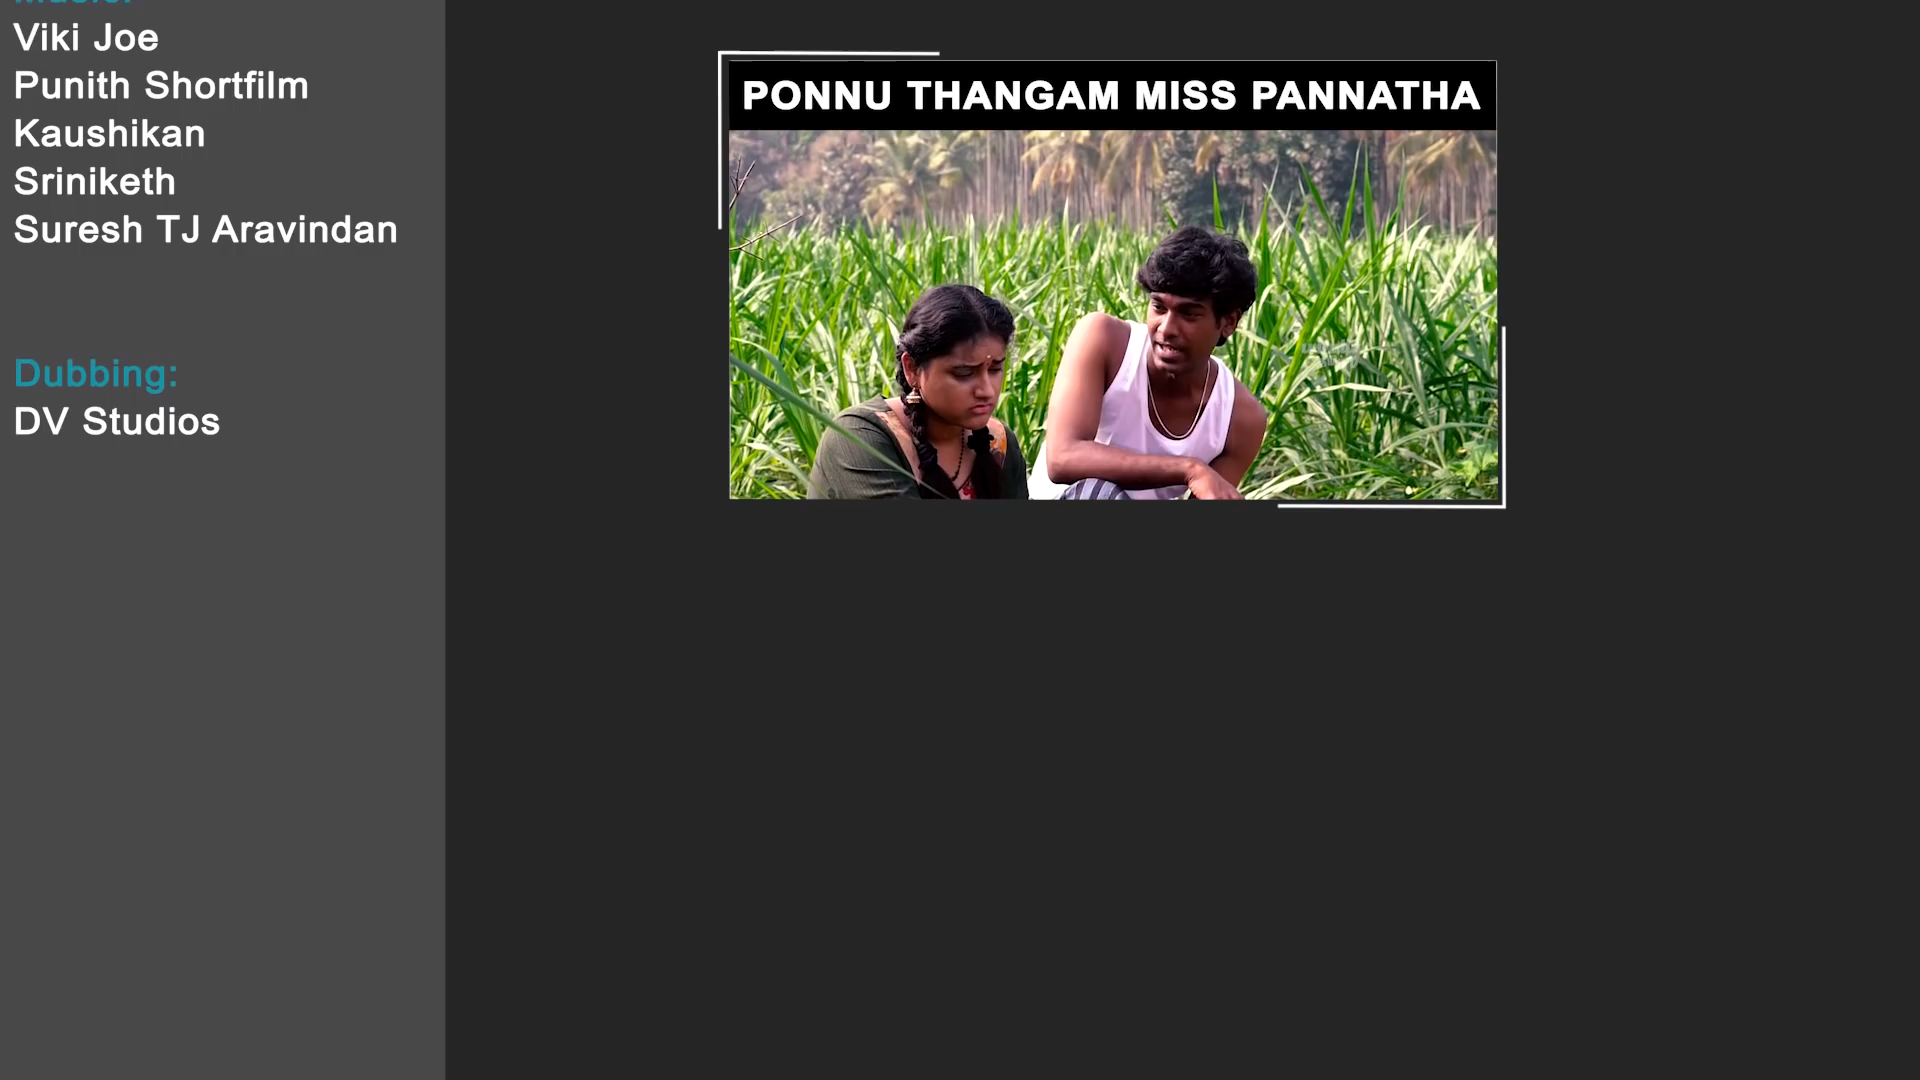 Viki Joe
Punith Shortfilm
Kaushikan
Sriniketh
Suresh TJ Aravindan
Dubbing:
DV Studios
PONNU THANGAM MISS PANNATHA